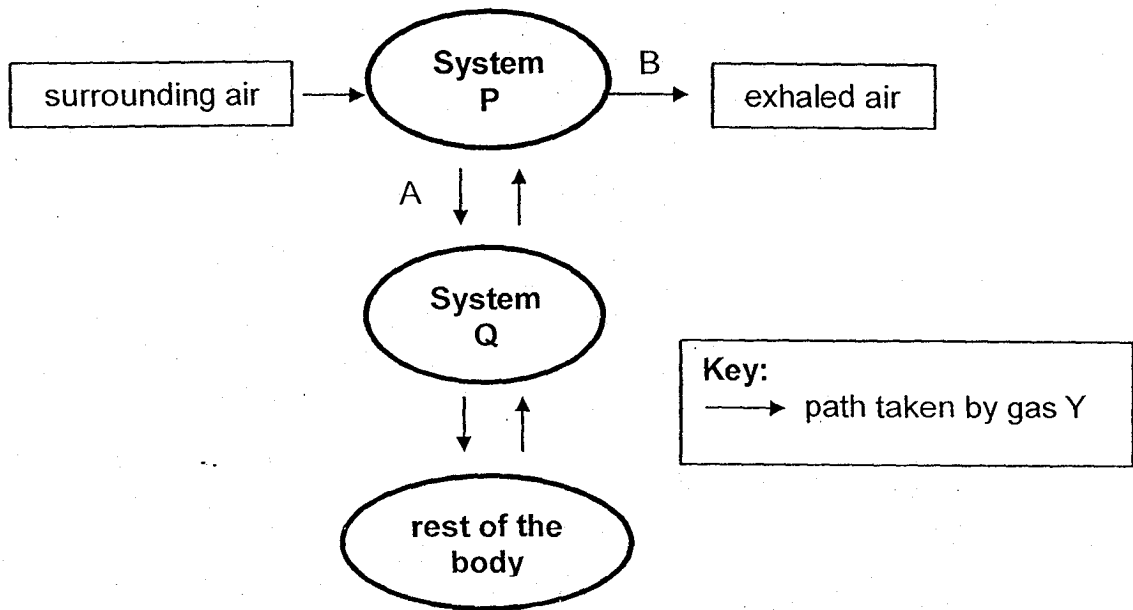 System
P
B
surrounding air
exhaled air
A
System
Q
Key:
path taken by gas Y
rest of the
body